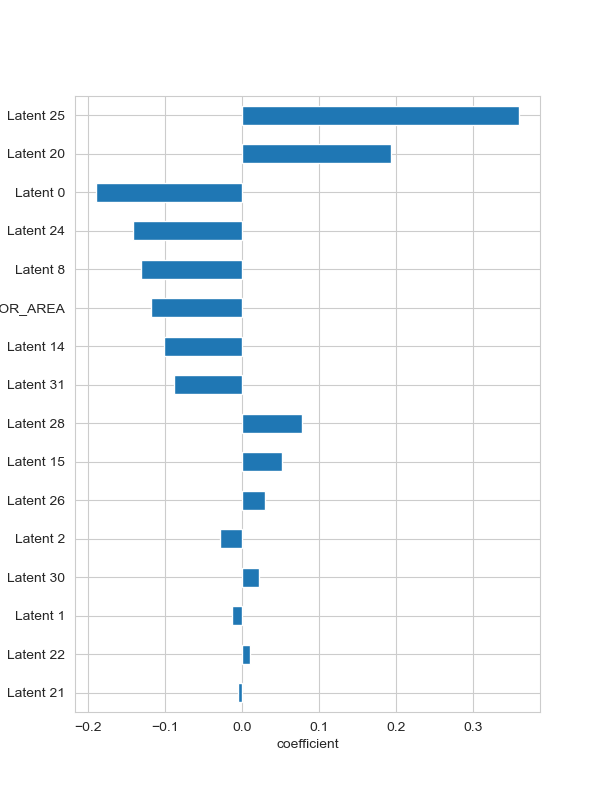 Latent 25
Latent 20
Latent 0
Latent 24
Latent 8
OR_AREA
Latent 14
Latent 31
Latent 28
Latent 15
Latent 26
Latent 2
Latent 30
Latent 1
Latent 22
Latent 21
−0.2 −0.1 0.0 0.1 0.2 0.3
coefficient